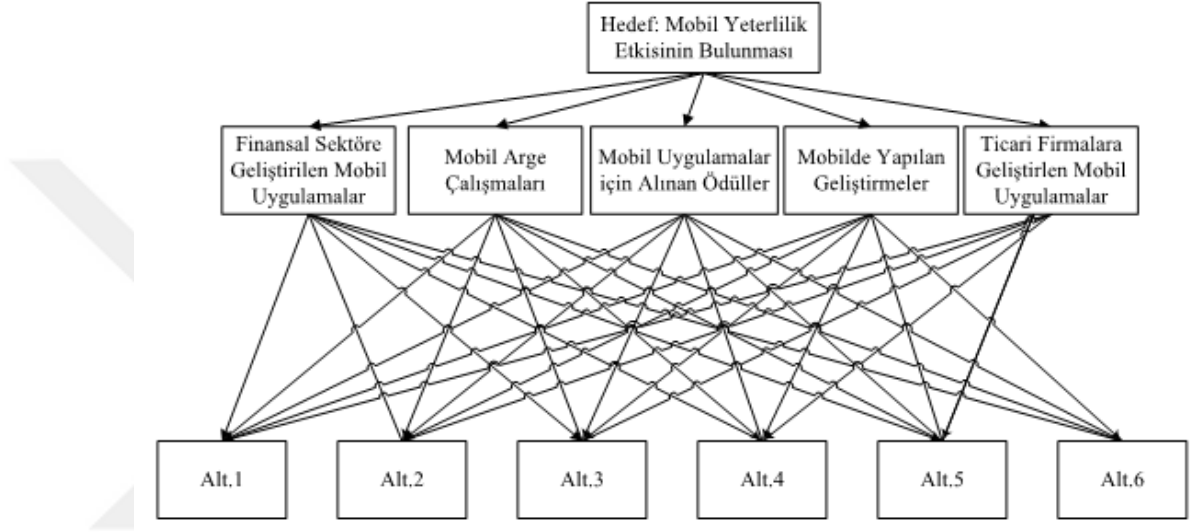 Hedef: Mobil Yeterlilik
Etkisinin Bulunması
Finansal Sektöre
Geliştirilen Mobil
Uygulamalar
Mobil Arge
Çalışmaları
Mobil Uygulamalar
için Alınan Ödüller
Mobilde Yapılan
Geliştirmeler
Ticari Firmalara
Geliştirlen Mobil
Uygulamalar
Alt.1
Alt.2
Alt.3
Alt.4
Alt.5
Alt.6